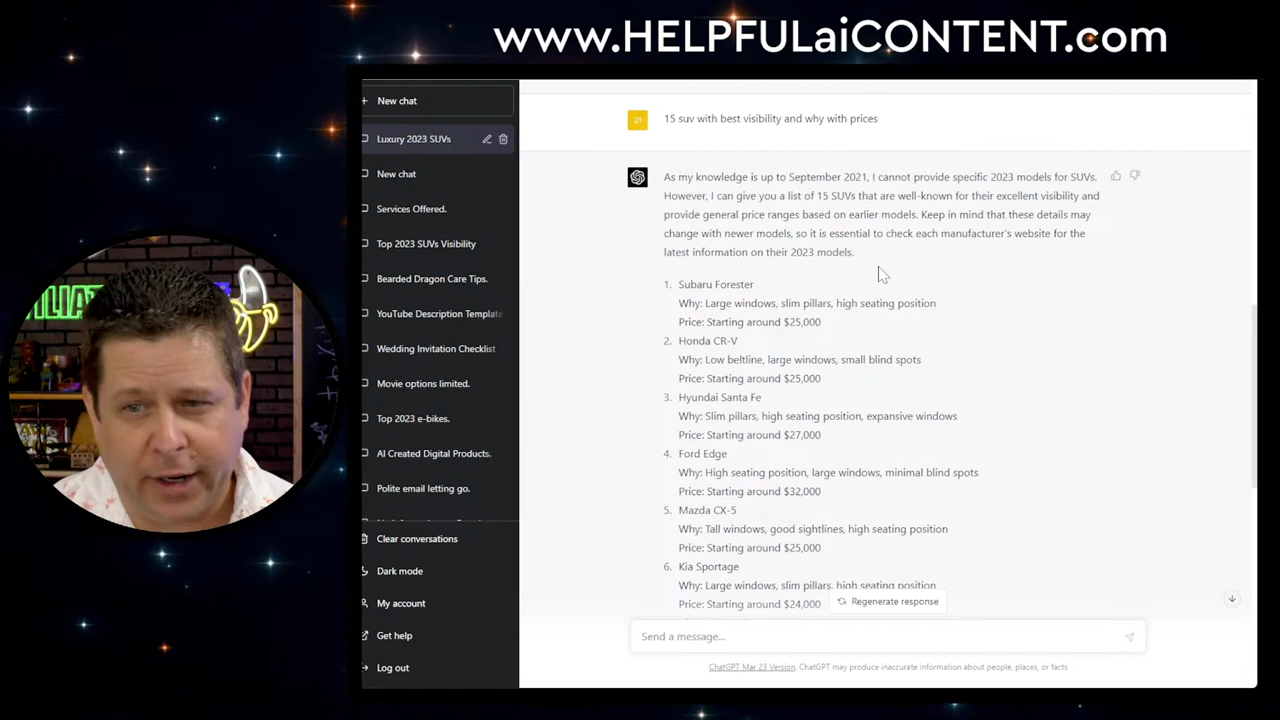 www.HELPFULaiCONTENT.com
+ New chat
Luxury 2023 SUVs
New chat
Services Offered.
Top 2023 SUVs Visibility
Bearded Dragon Care Tips.
YouTube Description Template
Wedding Invitation Checklist
Movie options limited.
Top 2023 e-bikes.
AI Created Digital Products.
Polite email letting go.
Clear conversations
Dark mode
My account
Get help
Log out
21
15 suv with best visibility and why with prices
As my knowledge is up to September 2021, I cannot provide specific 2023 models for SUVs.
However, I can give you a list of 15 SUVs that are well-known for their excellent visibility and
provide general price ranges based on earlier models. Keep in mind that these details may
change with newer models, so it is essential to check each manufacturer's website for the
latest information on their 2023 models.
1. Subaru Forester
Why: Large windows, slim pillars, high seating position
Price: Starting around $25,000
2. Honda CR-V
Why: Low beltline, large windows, small blind spots
Price: Starting around $25,000
3. Hyundai Santa Fe
Why: Slim pillars, high seating position, expansive windows
Price: Starting around $27,000
4. Ford Edge
Why: High seating position, large windows, minimal blind spots
Price: Starting around $32,000
5. Mazda CX-5
Why: Tall windows, good sightlines, high seating position
Price: Starting around $25,000
6. Kia Sportage
Why: Large windows, slim pillars, high seating position
Price: Starting around $24,000
Regenerate response
Send a message...
ChatGPT Mar 23 Version. ChatGPT may produce inaccurate information about people, places, or facts